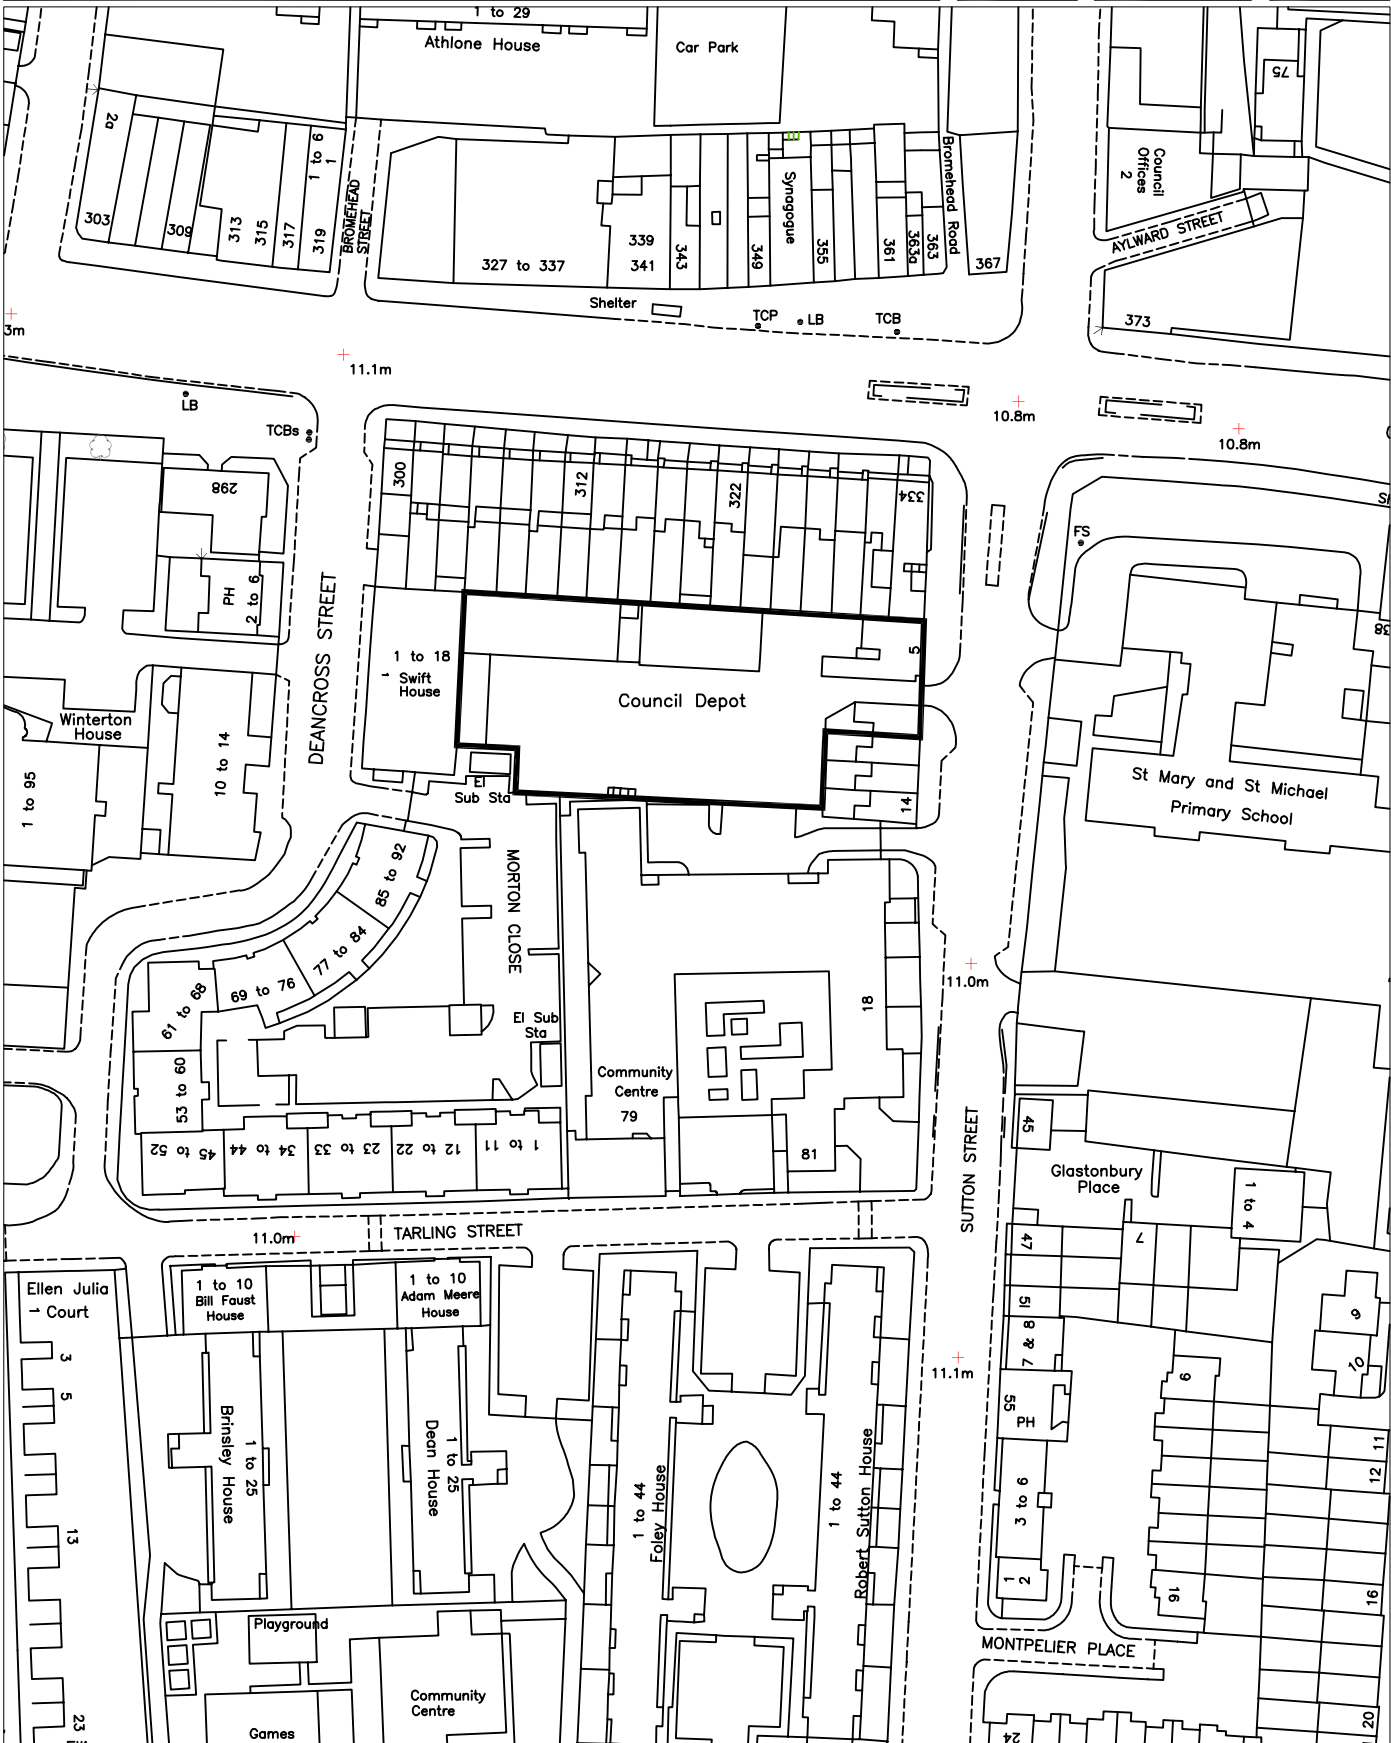 1 to 29
Athlone House
Car Park
75
2a
303
309
313
315
317
319
1 to 6
1
BROMEHEAD
STREET
327 to 337
339
341
343
349
Synagogue
355
361
363a
363
Bromehead Road
367
Council
Offices
2
AYLWARD STREET
373
Shelter
TCP
LB
TCB
3m
11.1m
10.8m
10.8m
LB
TCBs
298
300
312
322
334
FS
PH
2 to 6
DEANCROSS STREET
1 to 18
Swift
House
Council Depot
5
38
Winterton
House
10 to 14
1 to 95
El
Sub Sta
14
St Mary and St Michael
Primary School
85 to 92
MORTON CLOSE
77 to 84
69 to 76
61 to 68
53 to 60
El Sub
Sta
11.0m
18
Community
Centre
79
81
45 to 52
34 to 44
23 to 33
12 to 22
1 to 11
SUTTON STREET
45
Glastonbury
Place
1 to 4
47
7
51
7 & 8
11.0m
TARLING STREET
Ellen Julia
Court
1 to 10
Bill Faust
House
1 to 10
Adam Meere
House
9
10
11.1m
9
55
PH
3
5
13
23
Brinsley House
1 to 25
Dean House
1 to 25
1 to 44
Foley House
1 to 44
Robert Sutton House
3 to 6
1
2
11
12
16
16
20
MONTPELIER PLACE
24
Playground
Community
Centre
Games